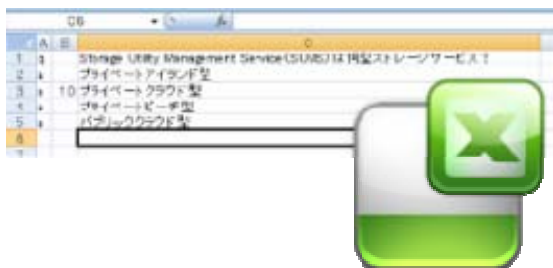 C6
A B C
1 Storage Utility Management Service(SUMS)は何型ストレージサービス？
2 プライベートアイランド型
3 10 プライベートクラウド型
4 プライベートビーチ型
5 パブリッククラウド型
6
7